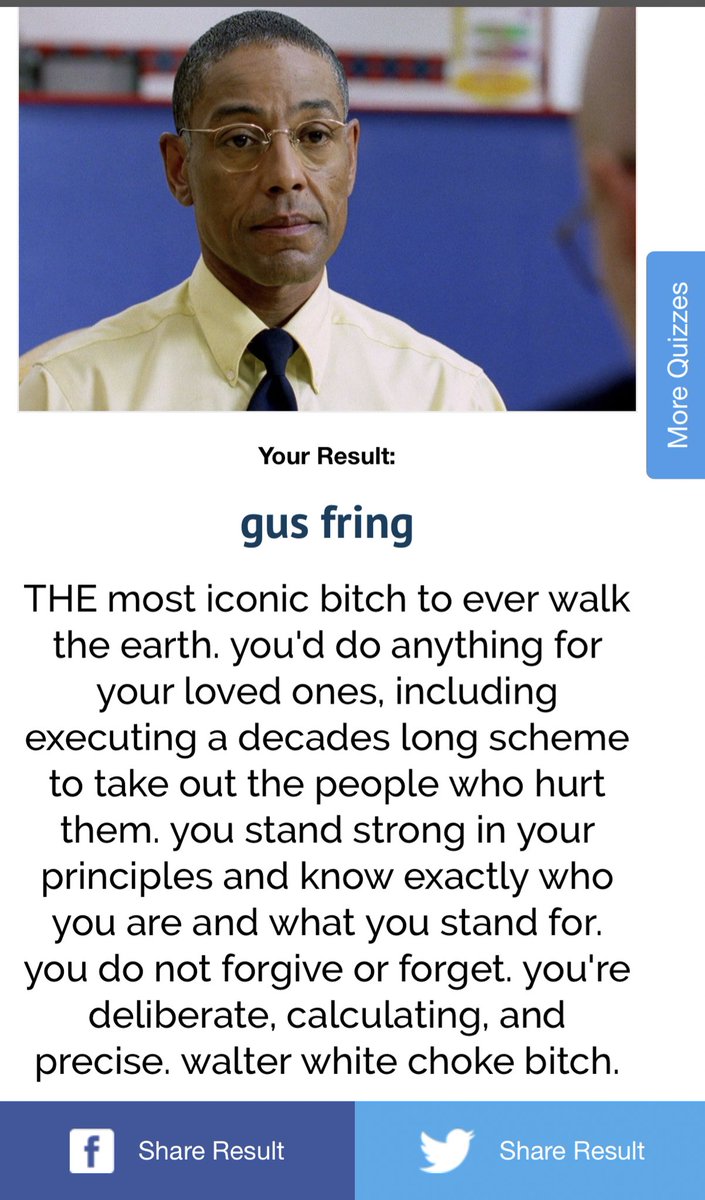 More Quizzes
Your Result:
gus fring
THE most iconic bitch to ever walk
the earth. you'd do anything for
your loved ones, including
executing a decades long scheme
to take out the people who hurt
them. you stand strong in your
principles and know exactly who
you are and what you stand for.
you do not forgive or forget. you're
deliberate, calculating, and
precise. walter white choke bitch.
f Share Result
Share Result